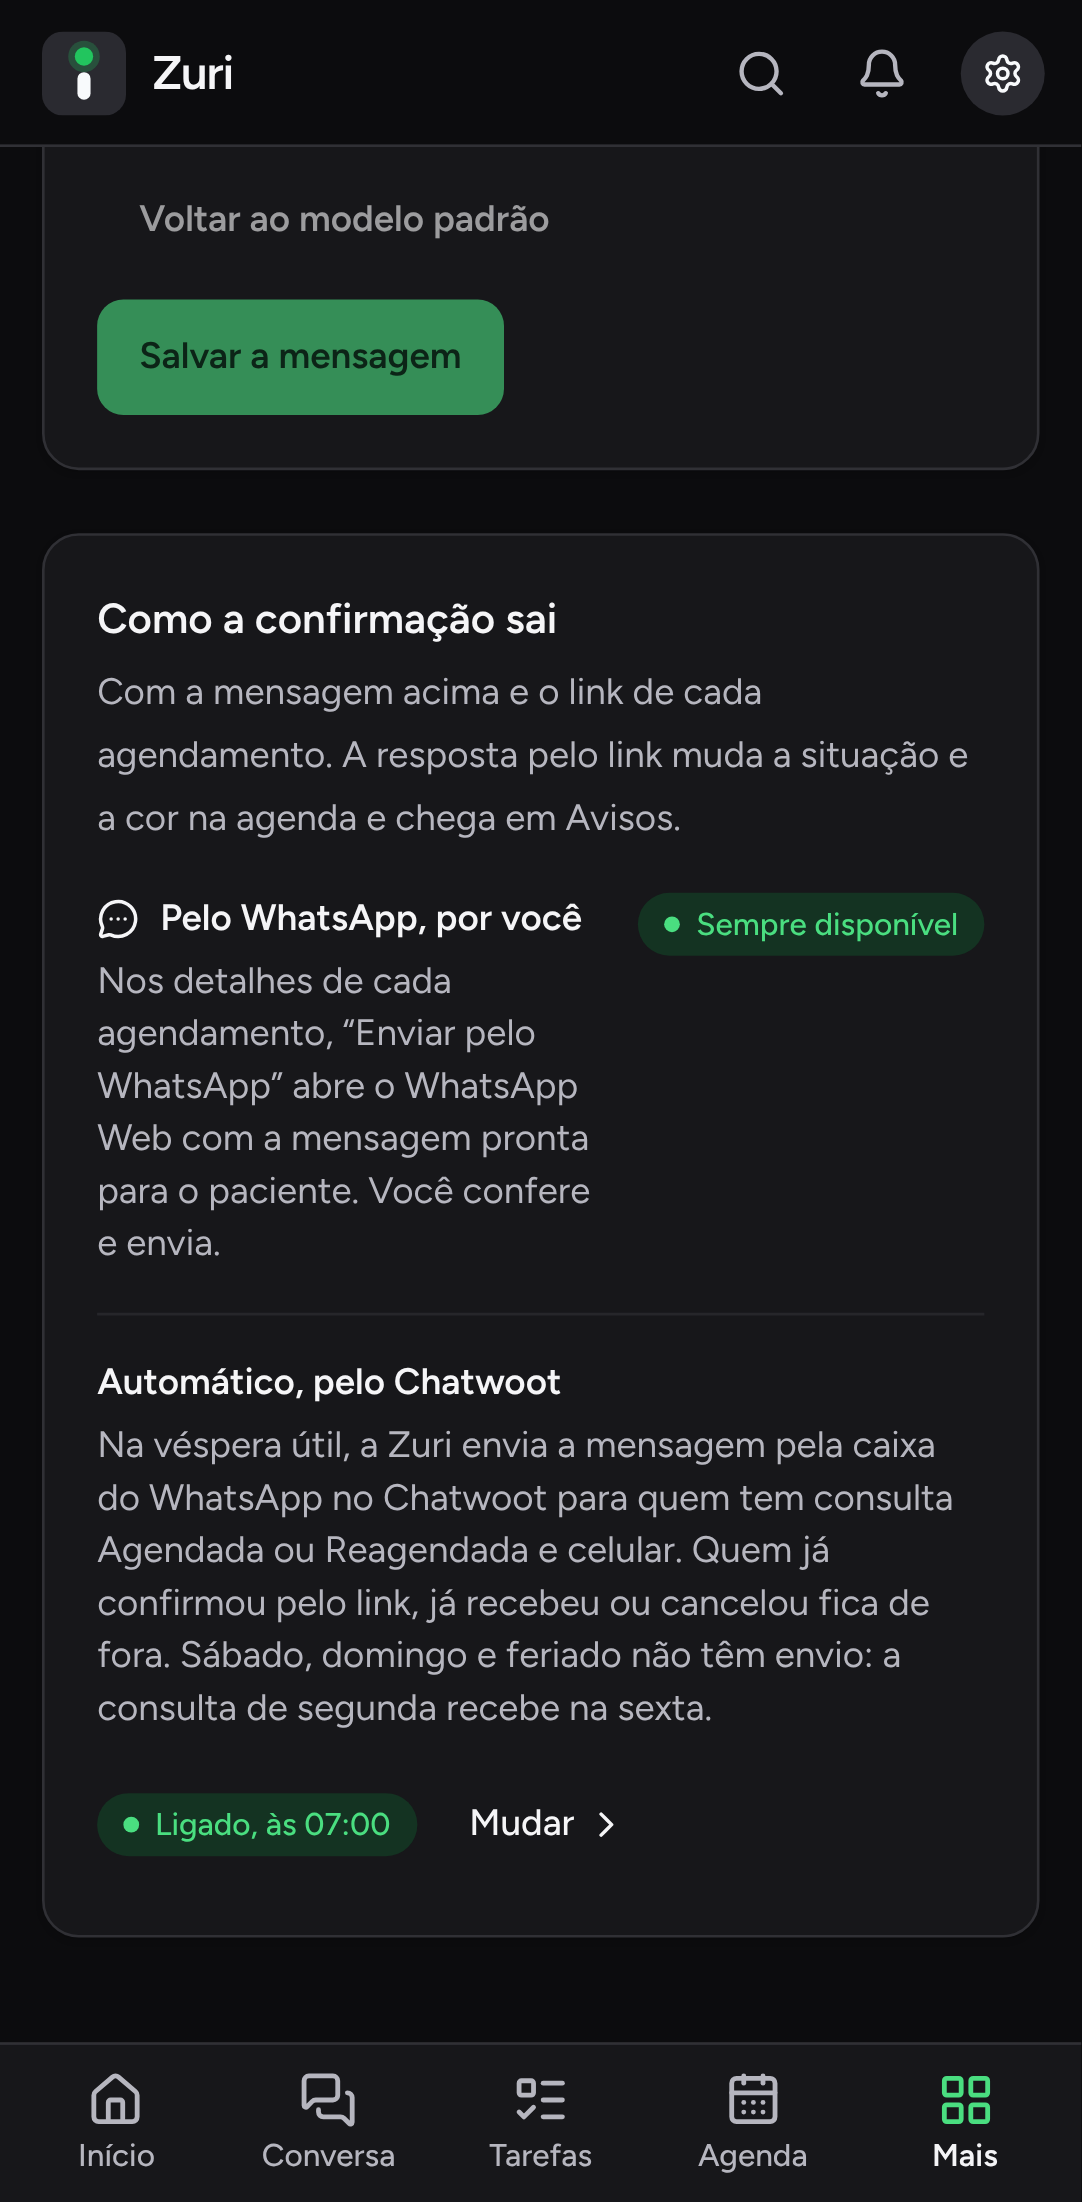 Zuri
Voltar ao modelo padrão
Salvar a mensagem
Como a confirmação sai
Com a mensagem acima e o link de cada
agendamento. A resposta pelo link muda a situação e
a cor na agenda e chega em Avisos.
Pelo WhatsApp, por você
Sempre disponível
Nos detalhes de cada
agendamento, “Enviar pelo
WhatsApp” abre o WhatsApp
Web com a mensagem pronta
para o paciente. Você confere
e envia.
Automático, pelo Chatwoot
Na véspera útil, a Zuri envia a mensagem pela caixa
do WhatsApp no Chatwoot para quem tem consulta
Agendada ou Reagendada e celular. Quem já
confirmou pelo link, já recebeu ou cancelou fica de
fora. Sábado, domingo e feriado não têm envio: a
consulta de segunda recebe na sexta.
Ligado, às 07:00
Mudar
Início
Conversa
Tarefas
Agenda
Mais